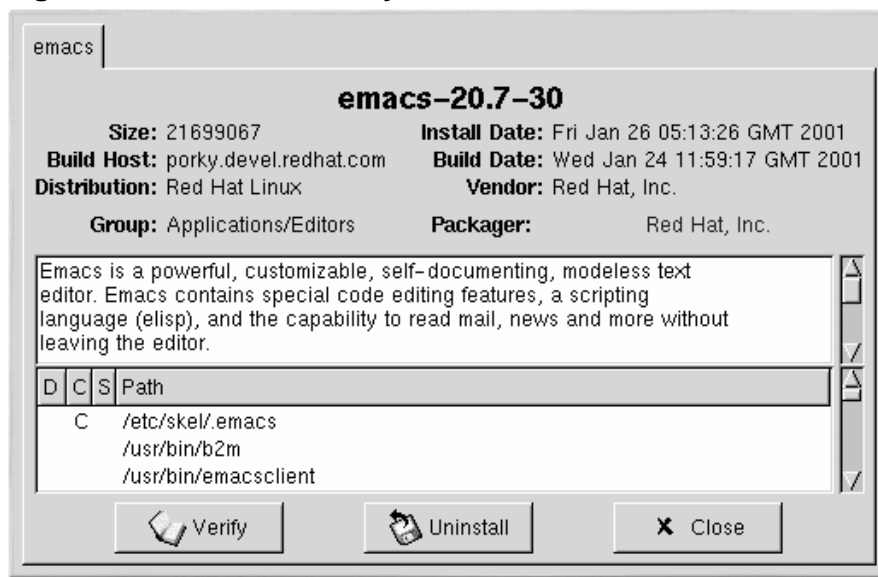 emacs
emacs-20.7-30
Size: 21699067 Install Date: Fri Jan 26 05:13:26 GMT 2001
Build Host: porky.devel.redhat.com Build Date: Wed Jan 24 11:59:17 GMT 2001
Distribution: Red Hat Linux Vendor: Red Hat, Inc.
Group: Applications/Editors Packager: Red Hat, Inc.
Emacs is a powerful, customizable, self-documenting, modeless text
editor. Emacs contains special code editing features, a scripting
language (elisp), and the capability to read mail, news and more without
leaving the editor.
D C S Path
C /etc/skel/.emacs
/usr/bin/b2m
/usr/bin/emacsclient
Verify Uninstall Close